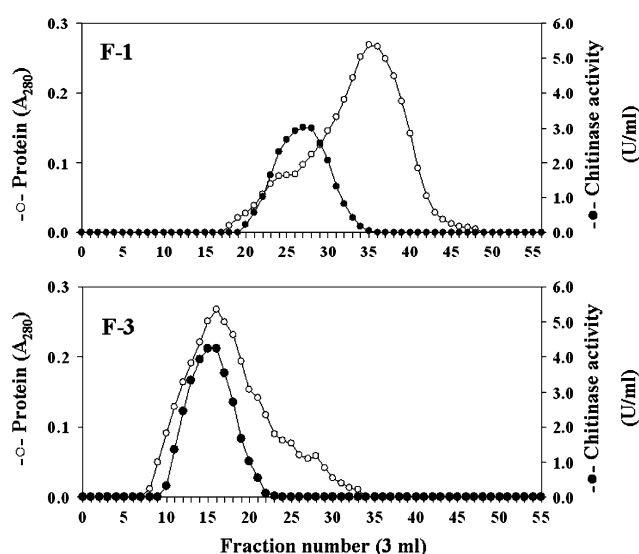 F-1
0.3
0.2
0.1
0.0
-○- Protein (A280)
6.0
5.0
4.0
3.0
2.0
1.0
0.0
-●- Chitinase activity
(U/ml)
0 5 10 15 20 25 30 35 40 45 50 55
F-3
0.3
0.2
0.1
0.0
-○- Protein (A280)
6.0
5.0
4.0
3.0
2.0
1.0
0.0
-●- Chitinase activity
(U/ml)
0 5 10 15 20 25 30 35 40 45 50 55
Fraction number (3 ml)